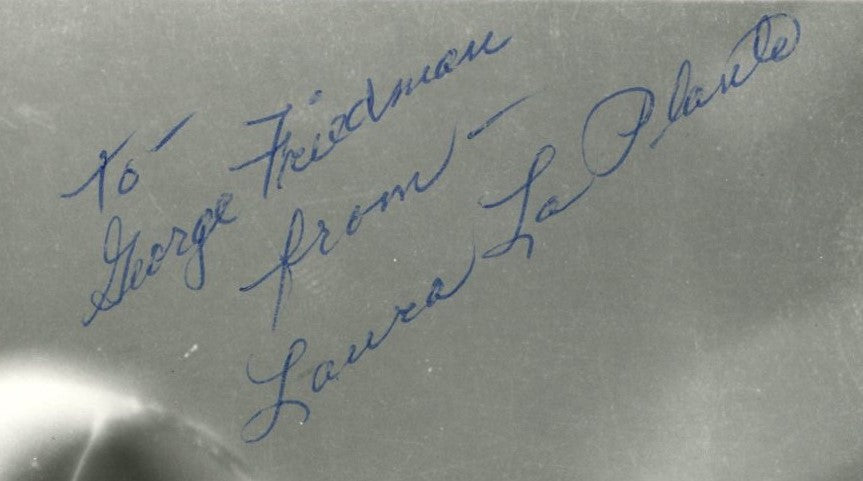 To -
George Friedman
from -
Laura La Plante